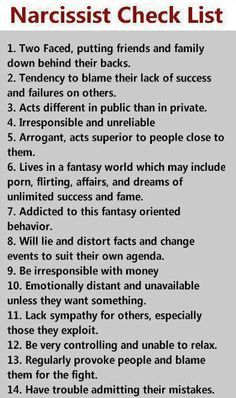 Narcissist Check List
1. Two Faced, putting friends and family
down behind their backs.
2. Tendency to blame their lack of success
and failures on others.
3. Acts different in public than in private.
4. Irresponsible and unreliable
5. Arrogant, acts superior to people close to
them.
6. Lives in a fantasy world which may include
porn, flirting, affairs, and dreams of
unlimited success and fame.
7. Addicted to this fantasy oriented
behavior.
8. Will lie and distort facts and change
events to suit their own agenda.
9. Be irresponsible with money
10. Emotionally distant and unavailable
unless they want something.
11. Lack sympathy for others, especially
those they exploit.
12. Be very controlling and unable to relax.
13. Regularly provoke people and blame
them for the fight.
14. Have trouble admitting their mistakes.